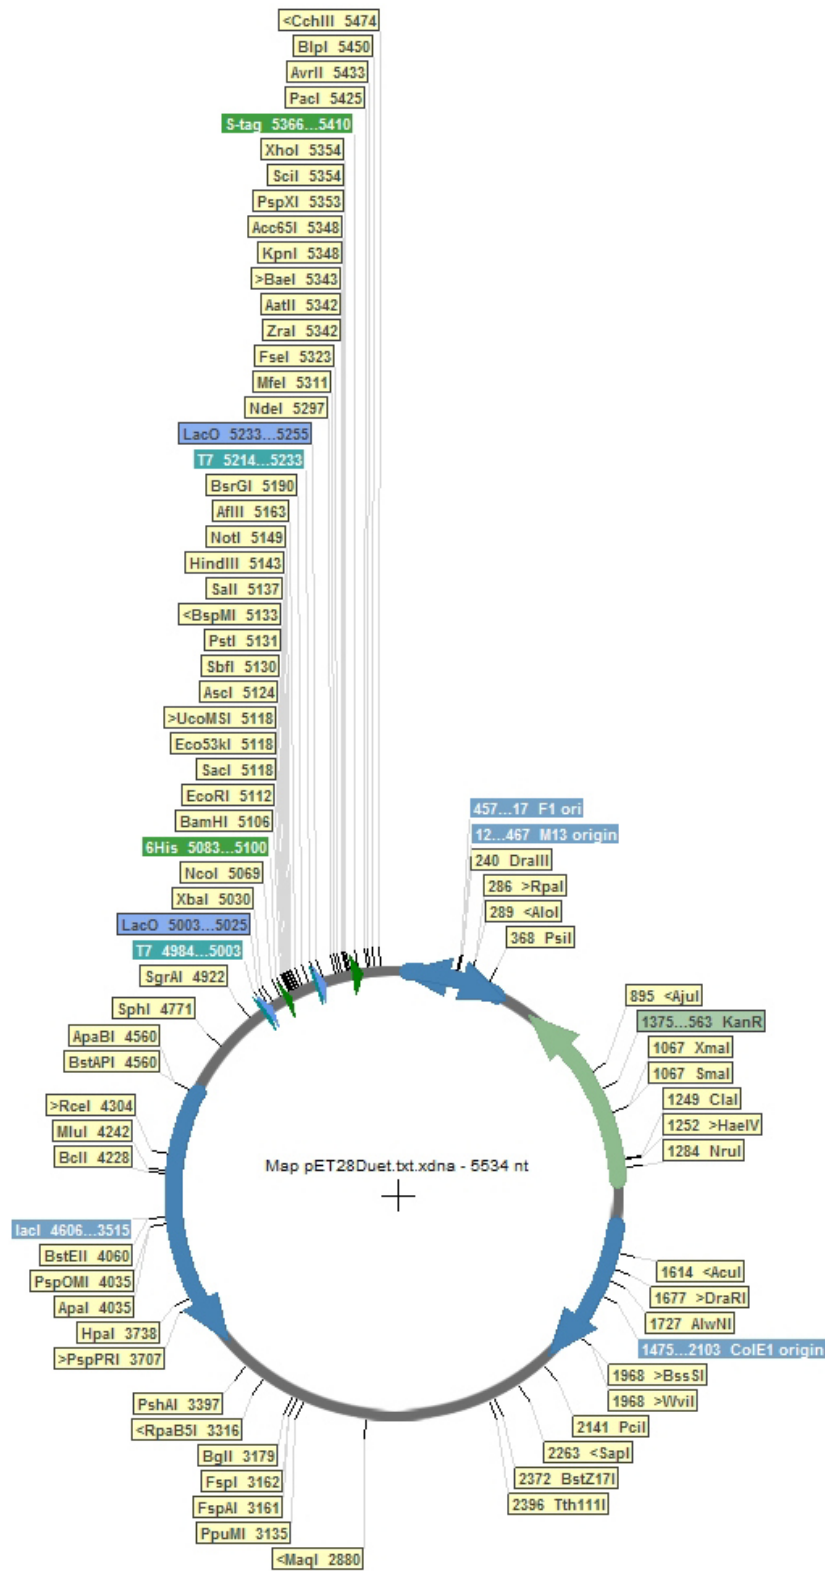 <CchIII 5474
BlpI 5450
AvrII 5433
PacI 5425
S-tag 5366...5410
XhoI 5354
SciI 5354
PspXI 5353
Acc65I 5348
KpnI 5348
>BaeI 5343
AatII 5342
ZraI 5342
FseI 5323
MfeI 5311
NdeI 5297
LacO 5233...5255
T7 5214...5233
BsrGI 5190
AflII 5163
NotI 5149
HindIII 5143
SalI 5137
<BspMI 5133
PstI 5131
SbfI 5130
AscI 5124
>UcoMSI 5118
Eco53kI 5118
SacI 5118
EcoRI 5112
BamHI 5106
6His 5083...5100
NcoI 5069
XbaI 5030
LacO 5003...5025
T7 4984...5003
SgrAI 4922
SphI 4771
ApaBI 4560
BstAPI 4560
>RceI 4304
MluI 4242
BclI 4228
lacI 4606...3515
BstEII 4060
PspOMI 4035
ApaI 4035
HpaI 3738
>PspPRI 3707
PshAI 3397
<RpaB5I 3316
BglI 3179
FspI 3162
FspAI 3161
PpuMI 3135
<MaqI 2880
457...17 F1 ori
12...467 M13 origin
240 DraIII
286 >RpaI
289 <AloI
368 PsiI
895 <AjuI
1375...563 KanR
1067 XmaI
1067 SmaI
1249 ClaI
1252 >HaeIV
1284 NruI
Map pET28Duet.txt.xdna - 5534 nt
1614 <AcuI
1677 >DraRI
1727 AlwNI
1475...2103 ColE1 origin
1968 >BssSI
1968 >WviI
2141 PciI
2263 <SapI
2372 BstZ17I
2396 Tth111I